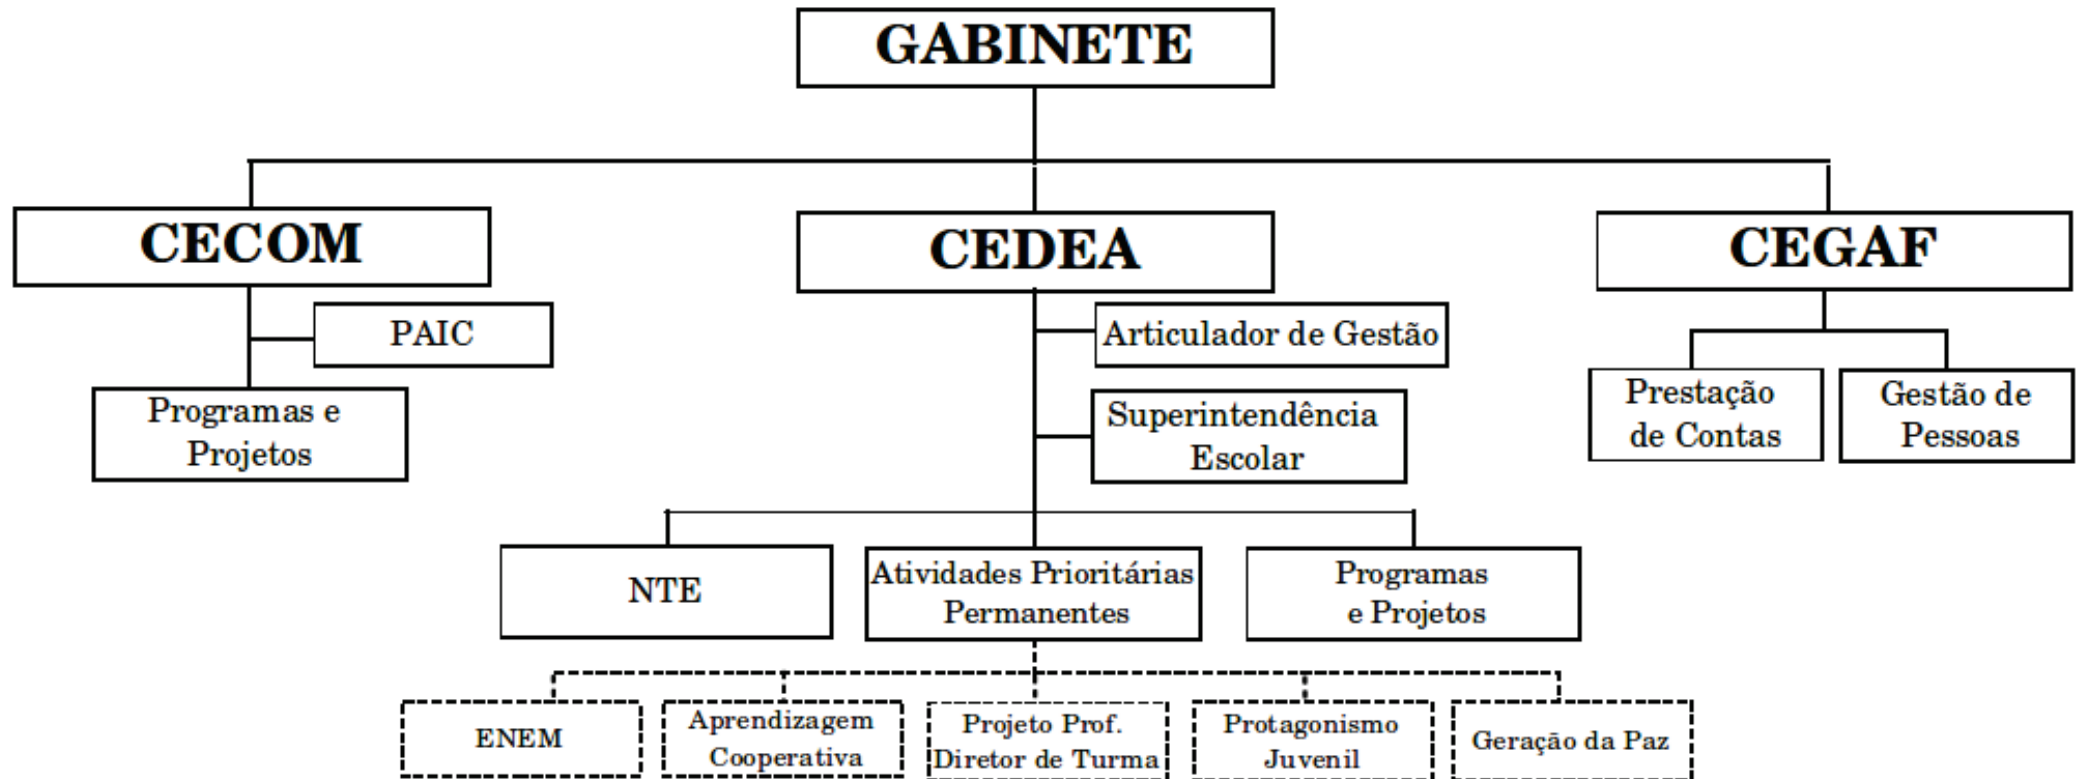 GABINETE
CECOM
CEDEA
CEGAF
PAIC
Articulador de Gestão
Programas e
Projetos
Superintendência
Escolar
Prestação
de Contas
Gestão de
Pessoas
NTE
Atividades Prioritárias
Permanentes
Programas
e Projetos
ENEM
Aprendizagem
Cooperativa
Projeto Prof.
Diretor de Turma
Protagonismo
Juvenil
Geração da Paz